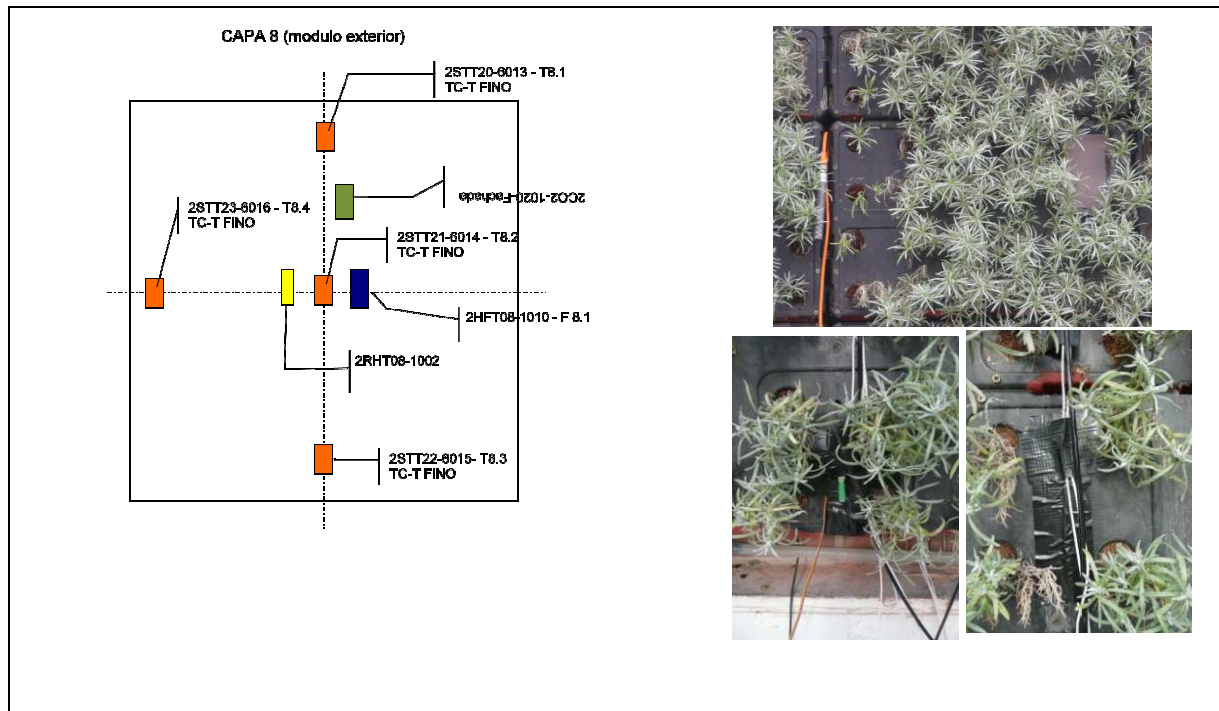 CAPA 8 (modulo exterior)
2STT20-6013 - T8.1
TC-T FINO
2CO2-1020-Fachada
2STT23-6016 - T8.4
TC-T FINO
2STT21-6014 - T8.2
TC-T FINO
2HFT08-1010 - F 8.1
2RHT08-1002
2STT22-6015- T8.3
TC-T FINO